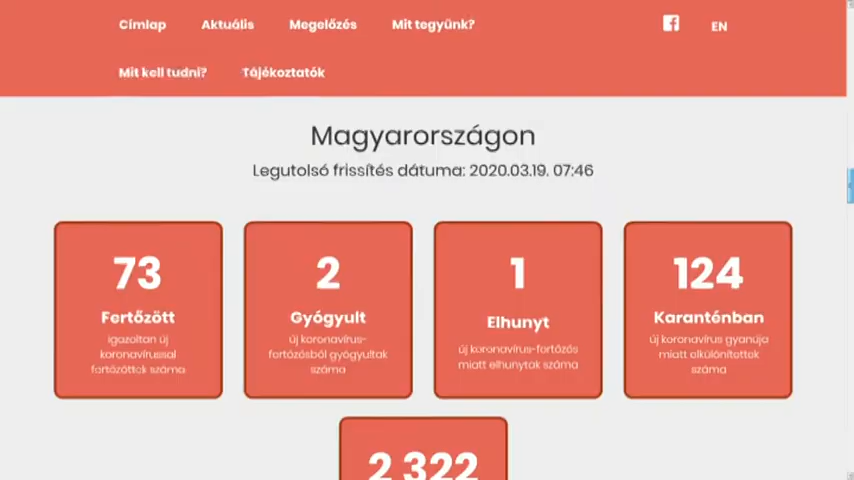 Címlap Aktuális Megelőzés Mit tegyünk? EN
Mit kell tudni? Tájékoztatók
Magyarországon
Legutolsó frissítés dátuma: 2020.03.19. 07:46
73
Fertőzött
igazoltan új
koronavírussal
fertőzöttek száma
2
Gyógyult
új koronavírus-
fertőzésből gyógyultak
száma
1
Elhunyt
új koronavírus-fertőzés
miatt elhunytak száma
124
Karanténban
új koronavírus gyanúja
miatt elkülönítettek
száma
2 322